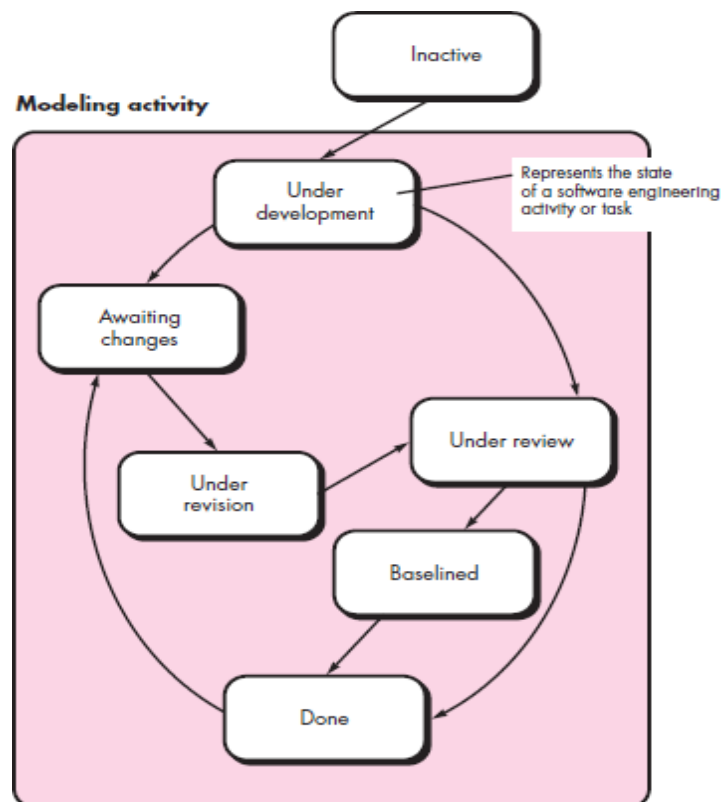 Inactive
Modeling activity
Under
development
Represents the state
of a software engineering
activity or task
Awaiting
changes
Under review
Under
revision
Baselined
Done